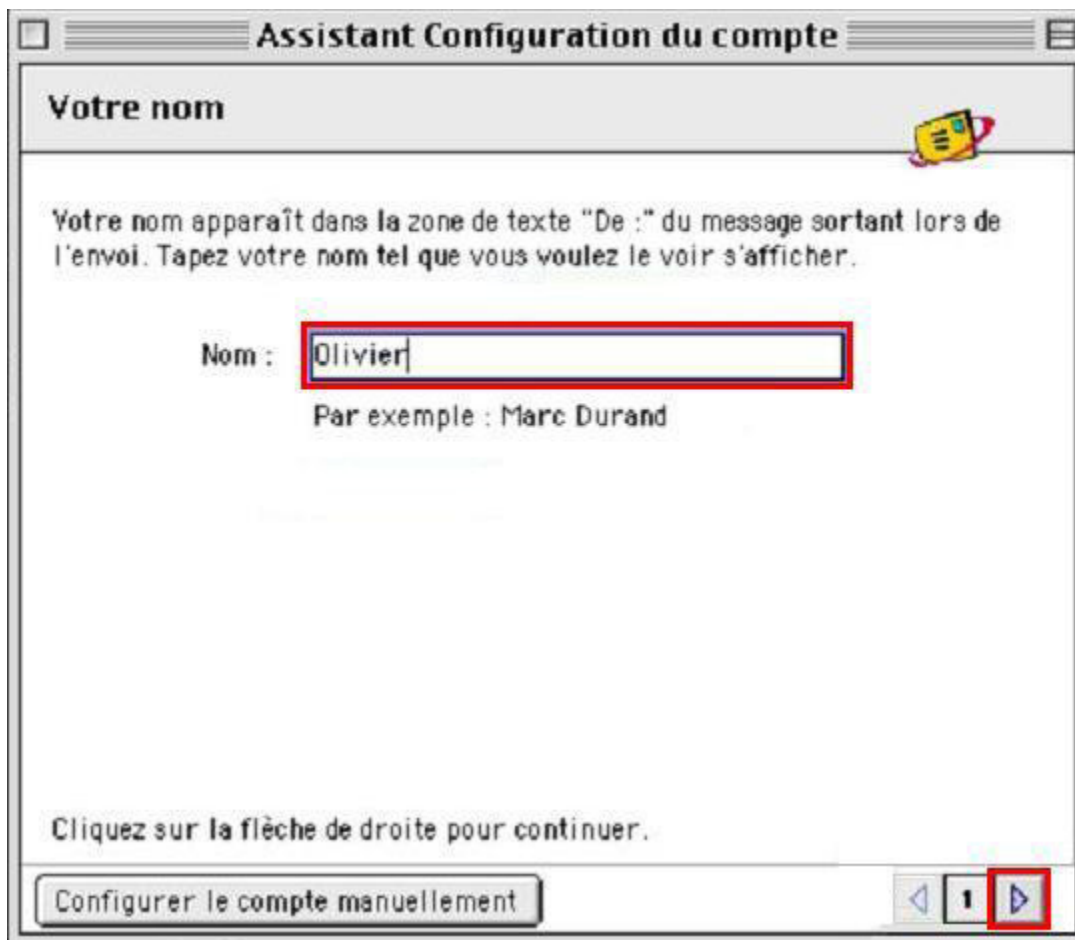 Assistant Configuration du compte
Votre nom
Votre nom apparaît dans la zone de texte "De :" du message sortant lors de
l'envoi. Tapez votre nom tel que vous voulez le voir s'afficher.
Nom : Olivier
Par exemple : Marc Durand
Cliquez sur la flèche de droite pour continuer.
Configurer le compte manuellement 1